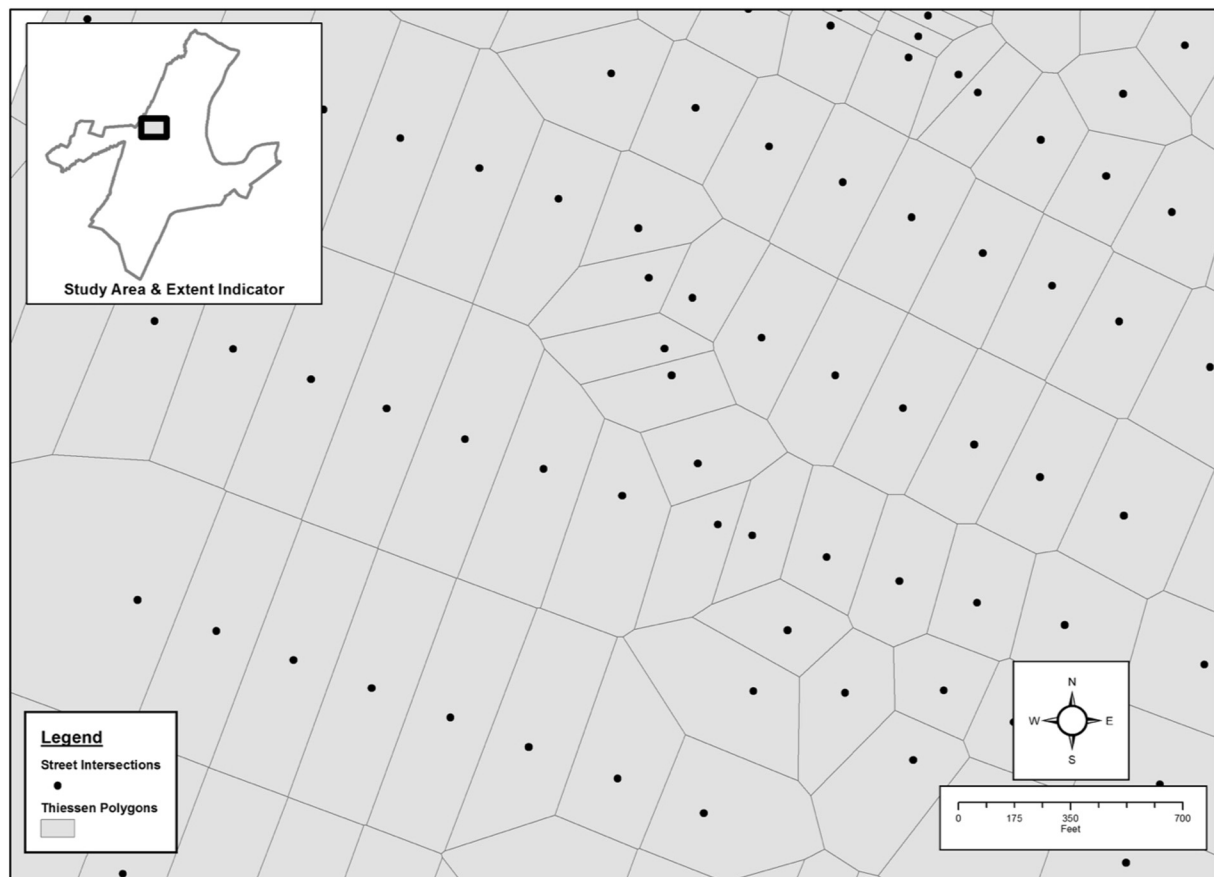 Study Area & Extent Indicator
Legend
Street Intersections
Thiessen Polygons
N
W E
S
0 175 350 700
Feet